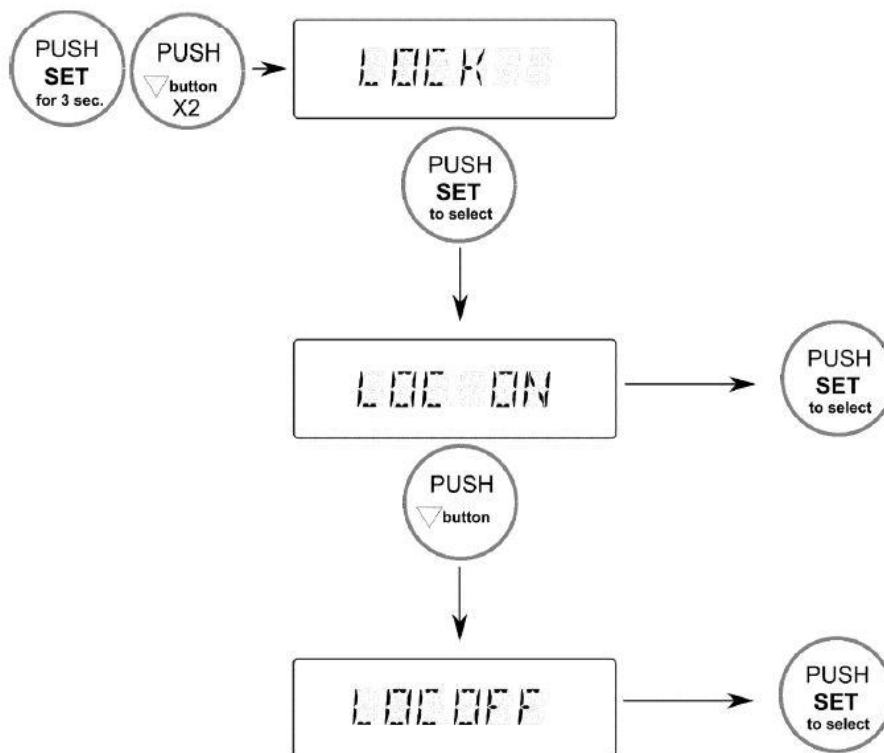 PUSH
SET
for 3 sec.
PUSH
▽ button
X2
LOCK
PUSH
SET
to select
LOC ON
PUSH
SET
to select
PUSH
▽ button
LOC OFF
PUSH
SET
to select